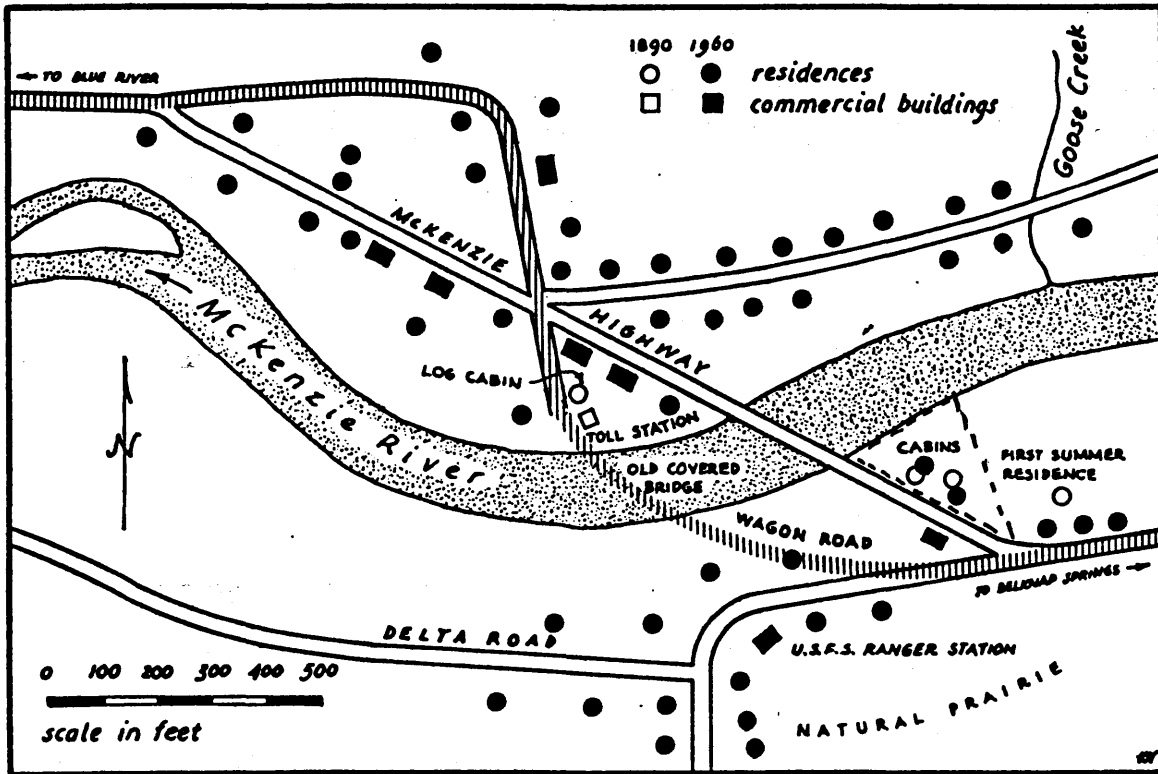 1890 1960
residences
commercial buildings
← TO BLUE RIVER
Goose Creek
McKENZIE
HIGHWAY
McKenzie River
LOG CABIN
TOLL STATION
OLD COVERED
BRIDGE
WAGON ROAD
CABINS
FIRST SUMMER
RESIDENCE
N
TO BELKNAP SPRINGS →
DELTA ROAD
U.S.F.S. RANGER STATION
NATURAL PRAIRIE
0 100 200 300 400 500
scale in feet